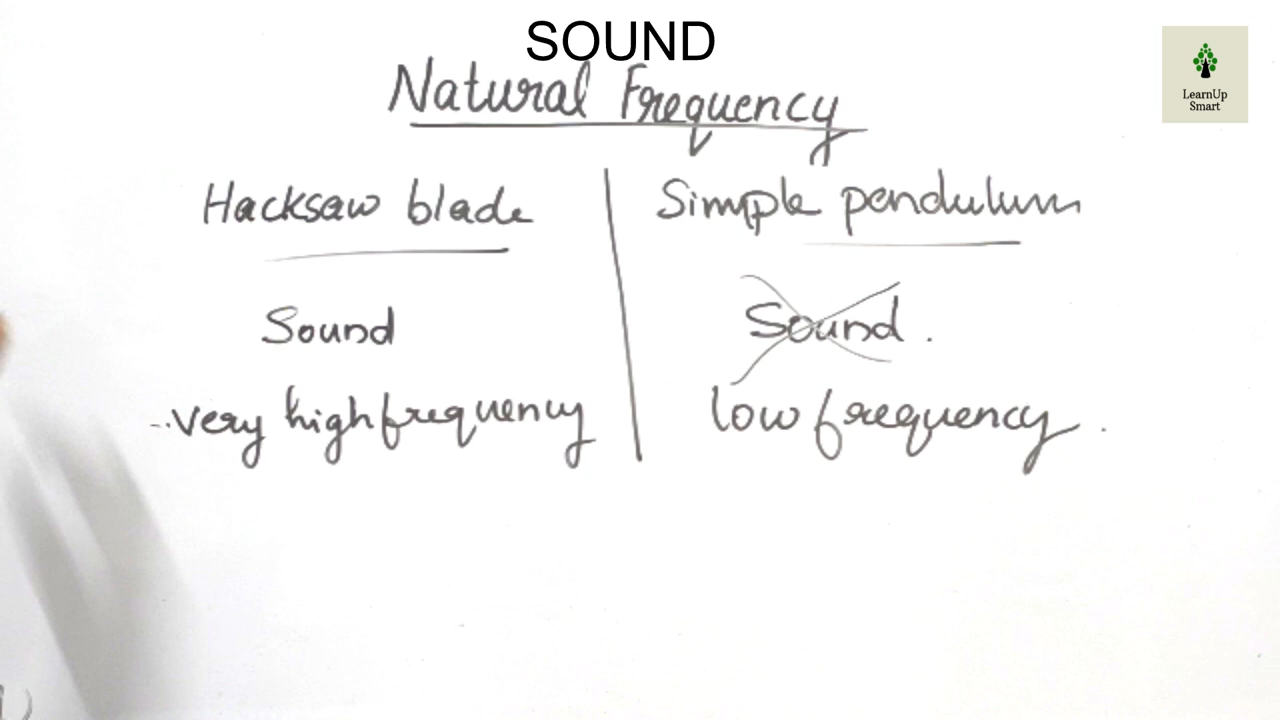 SOUND
Natural Frequency
LearnUp
Smart
Hacksaw blade
Simple pendulum
Sound
Sound.
very high frequency
low frequency.